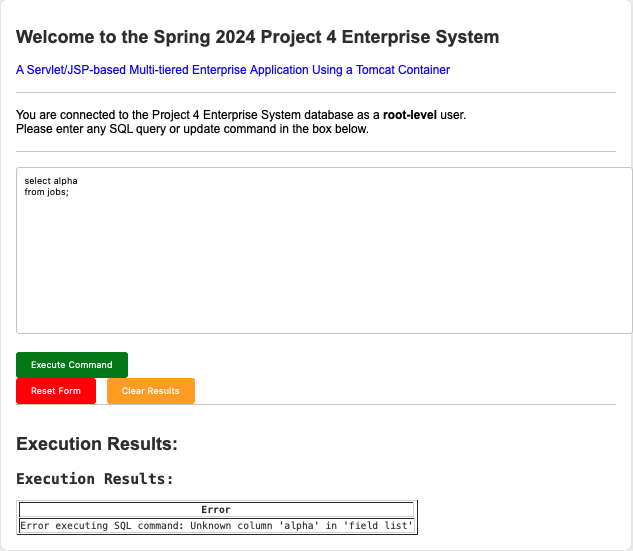 Welcome to the Spring 2024 Project 4 Enterprise System
A Servlet/JSP-based Multi-tiered Enterprise Application Using a Tomcat Container
You are connected to the Project 4 Enterprise System database as a root-level user.
Please enter any SQL query or update command in the box below.
select alpha
from jobs;
Execute Command
Reset Form Clear Results
Execution Results:
Execution Results:
Error
Error executing SQL command: Unknown column 'alpha' in 'field list'